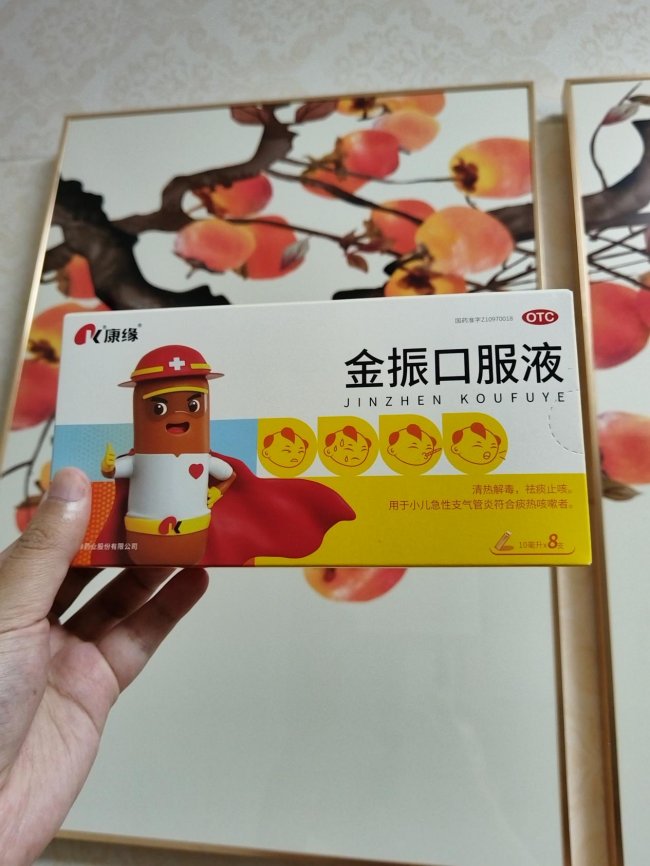 康缘
国药准字Z10970018
OTC
金振口服液
JINZHEN KOUFUYE
清热解毒,祛痰止咳。
用于小儿急性支气管炎符合痰热咳嗽者。
药业股份有限公司
10毫升×8支